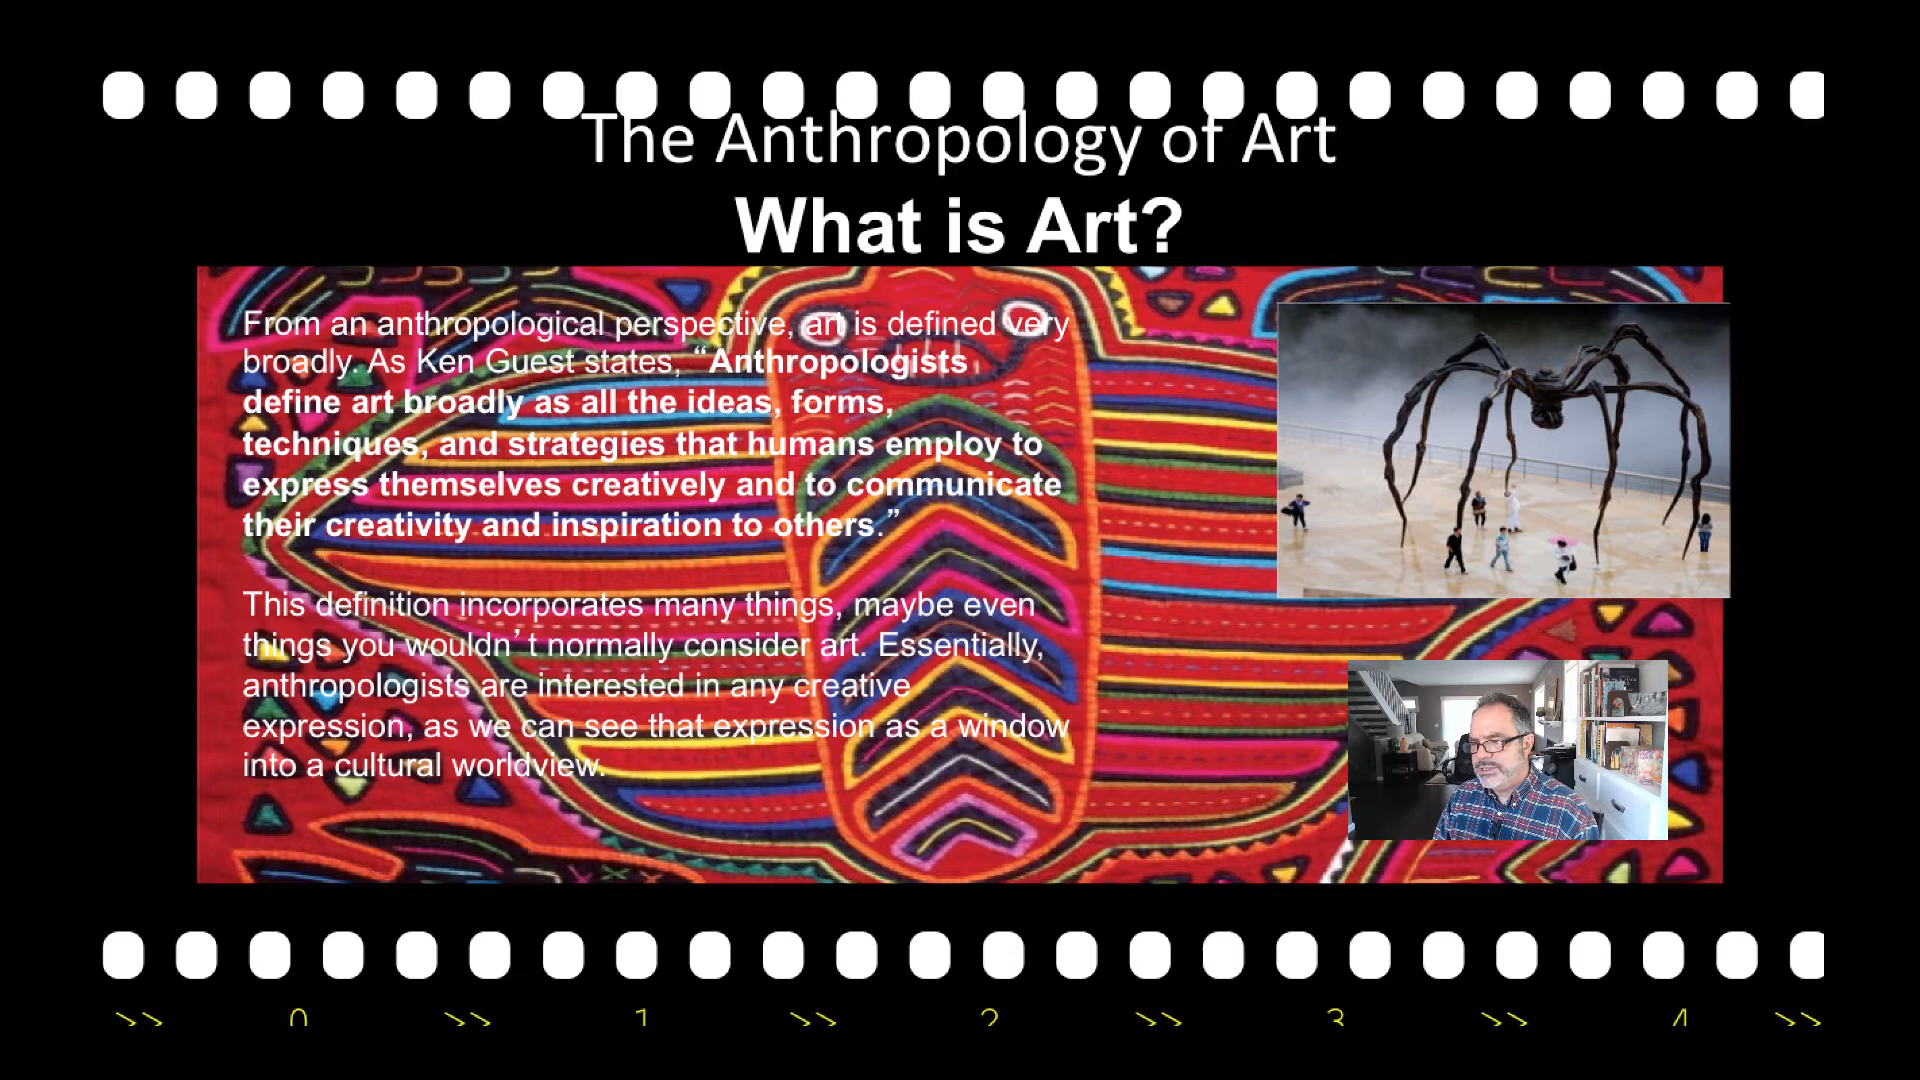 The Anthropology of Art
What is Art?
From an anthropological perspective, art is defined very
broadly. As Ken Guest states, “Anthropologists
define art broadly as all the ideas, forms,
techniques, and strategies that humans employ to
express themselves creatively and to communicate
their creativity and inspiration to others.”
This definition incorporates many things, maybe even
things you wouldn’t normally consider art. Essentially,
anthropologists are interested in any creative
expression, as we can see that expression as a window
into a cultural worldview.
>> 0 >> 1 >> 2 >> 3 >> 4 >>